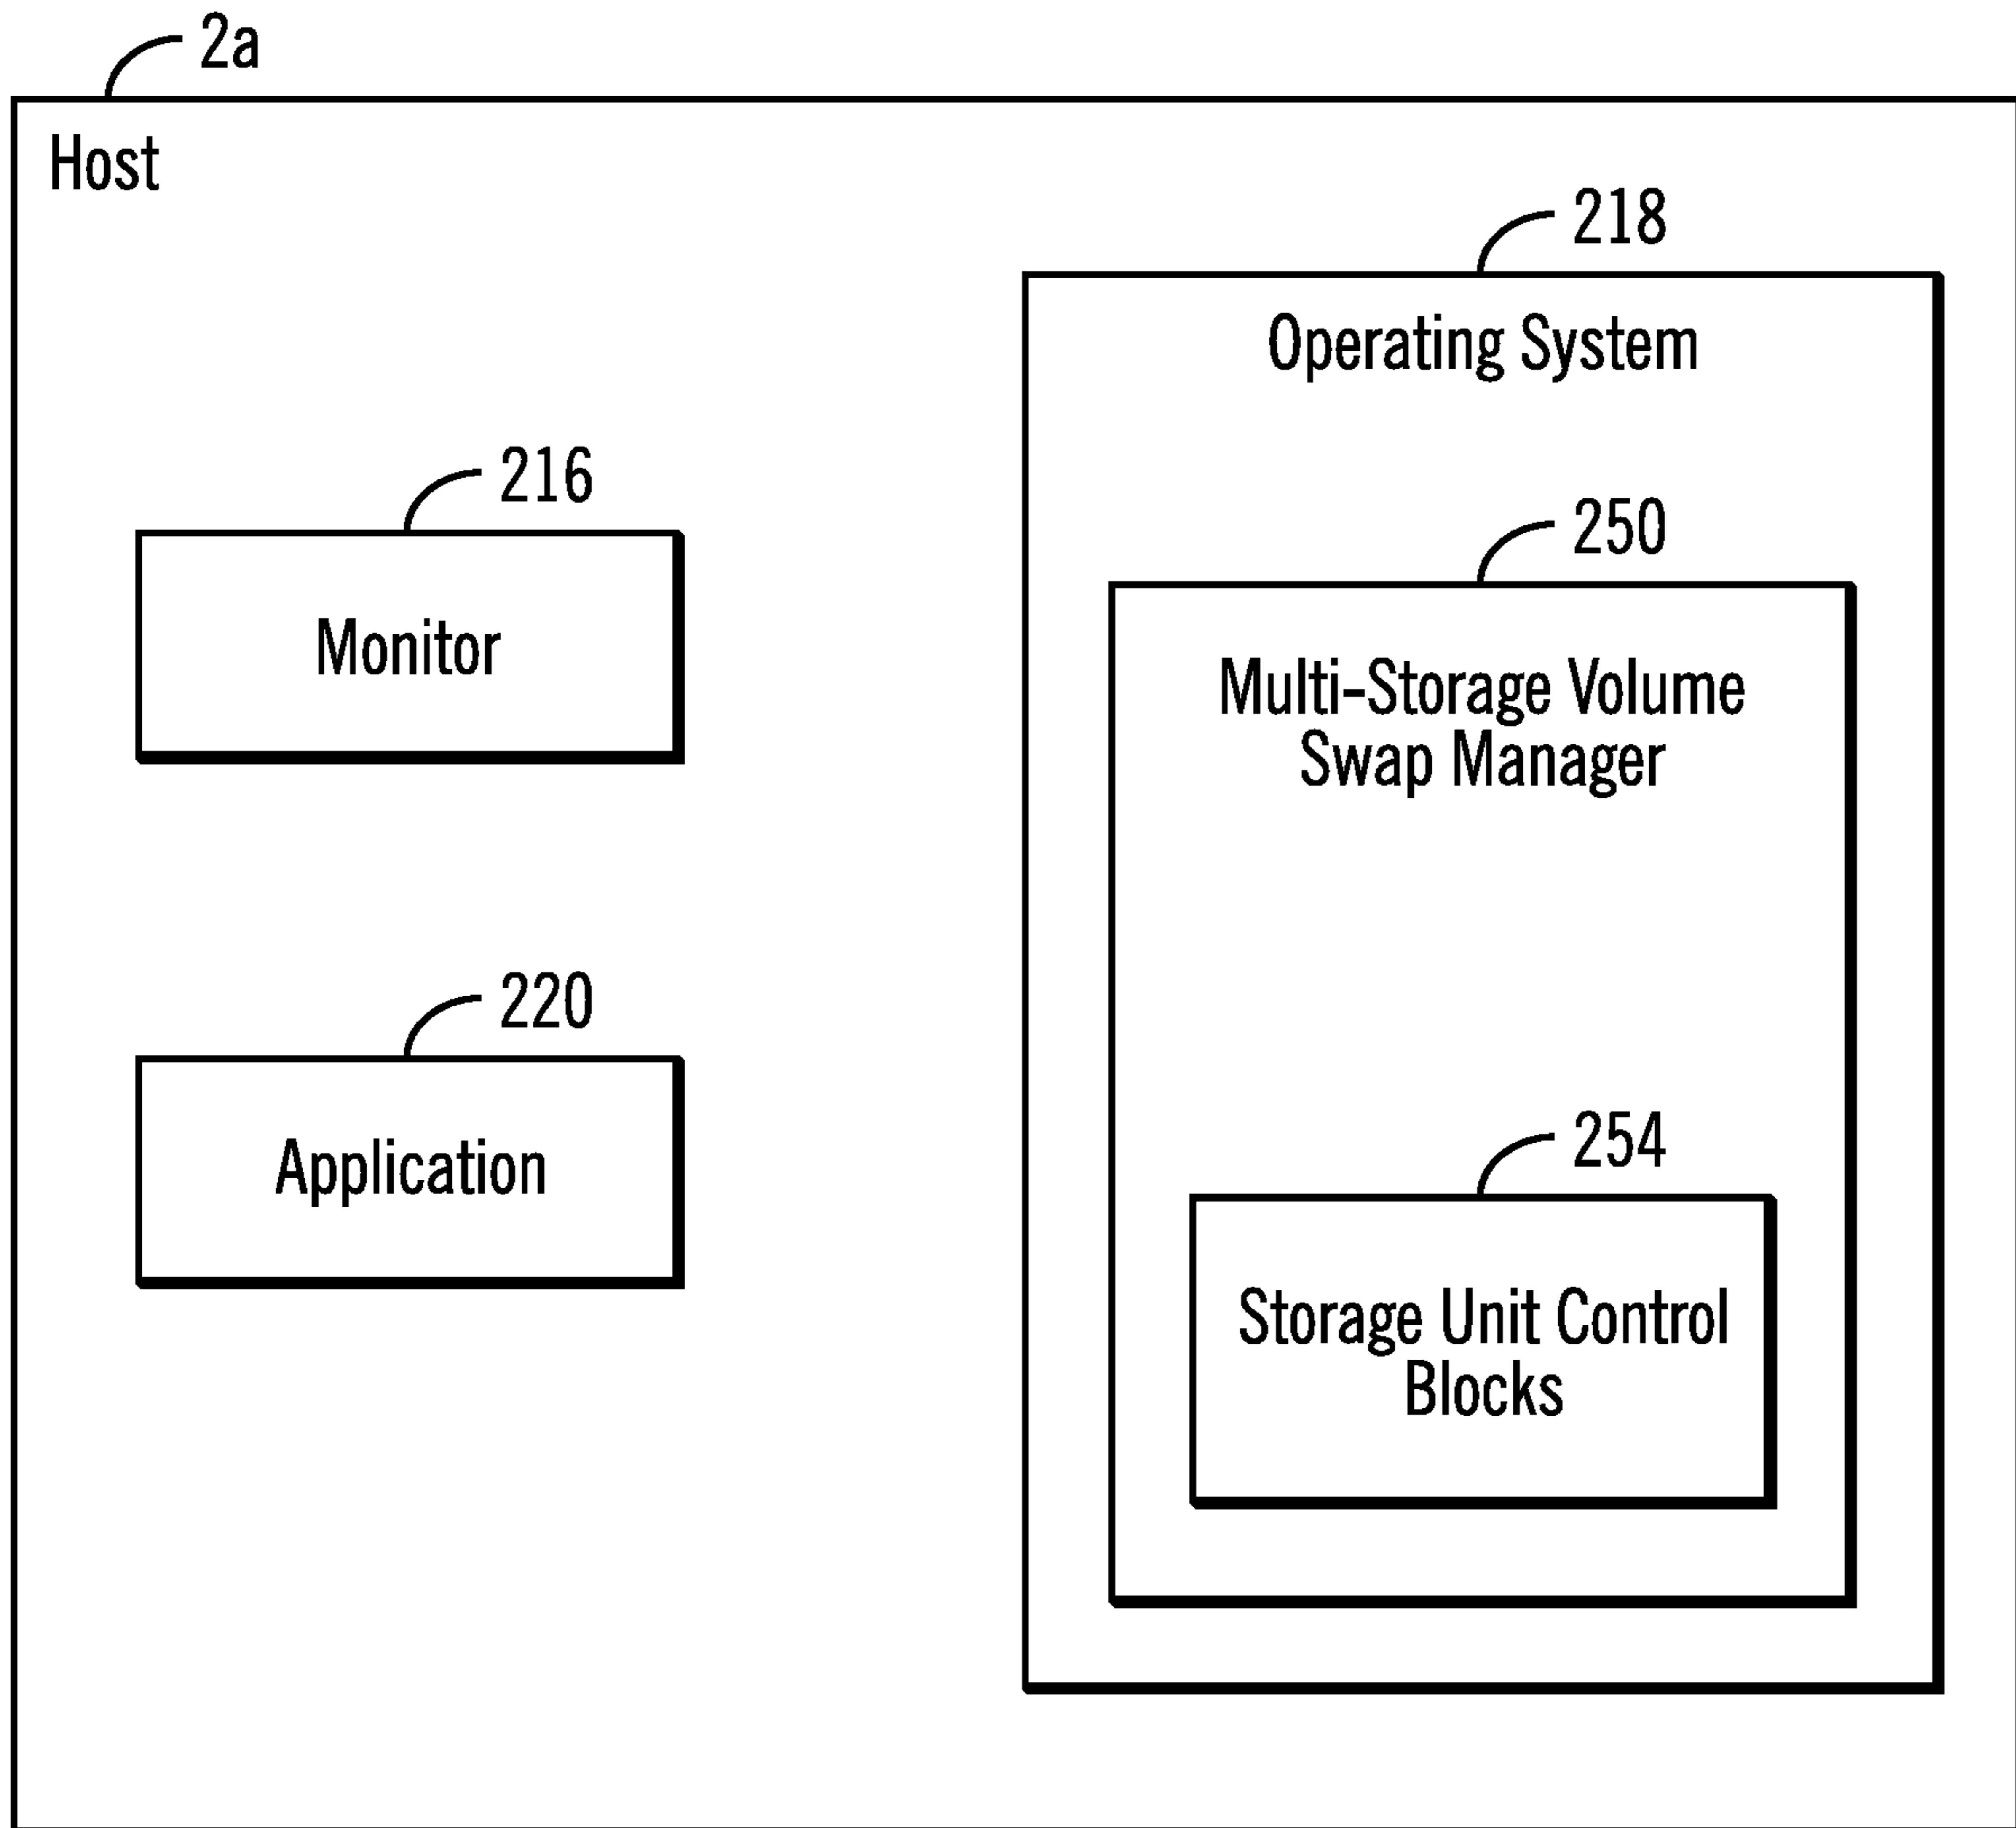 2a
Host
218
Operating System
216
Monitor
250
Multi-Storage Volume
Swap Manager
220
Application
254
Storage Unit Control
Blocks